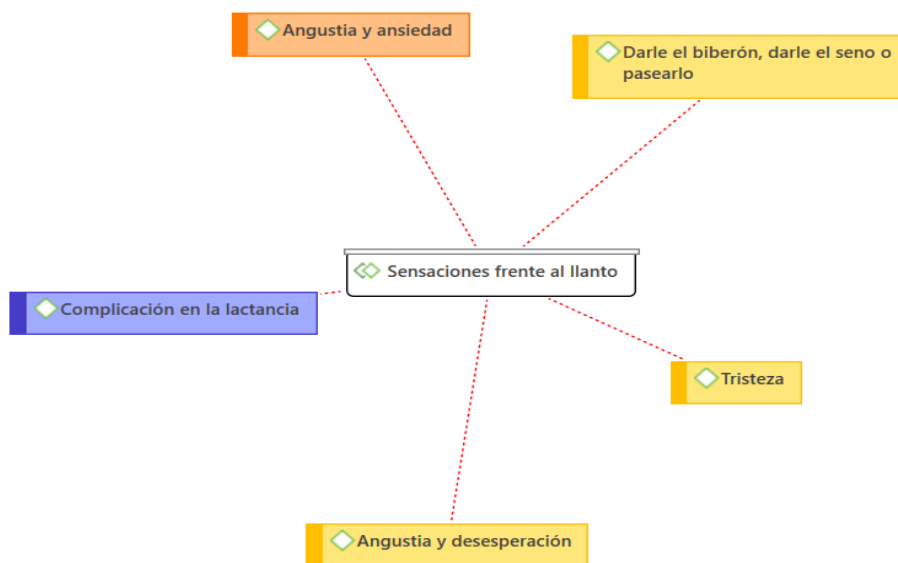 Angustia y ansiedad
Darle el biberón, darle el seno o
pasearlo
Sensaciones frente al llanto
Complicación en la lactancia
Tristeza
Angustia y desesperación